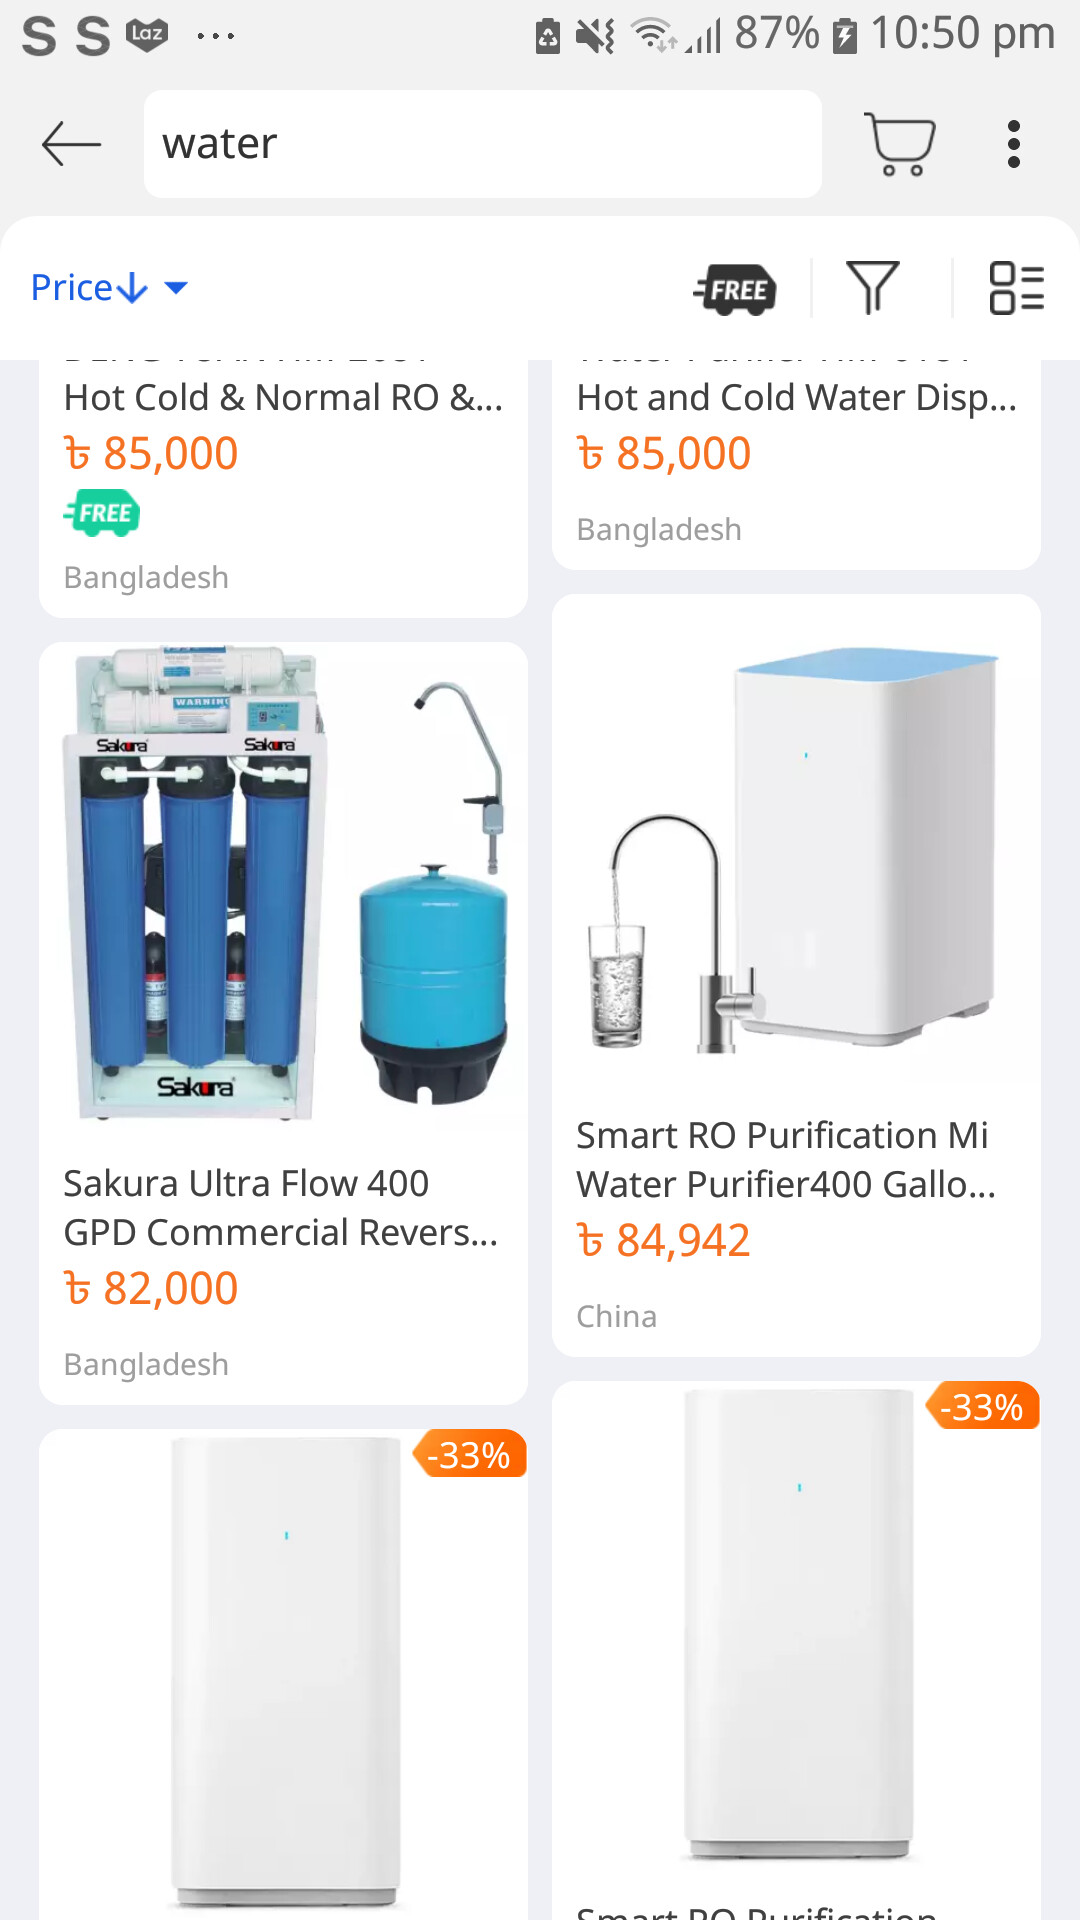 S S Laz ... 87% 10:50 pm
water
Price
FREE
Hot Cold & Normal RO &...
৳ 85,000
FREE
Bangladesh
Hot and Cold Water Disp...
৳ 85,000
Bangladesh
WARNING
Sakura Sakura
Sakura
Sakura Ultra Flow 400
GPD Commercial Revers...
৳ 82,000
Bangladesh
Smart RO Purification Mi
Water Purifier400 Gallo...
৳ 84,942
China
-33%
-33%
Smart RO Purification